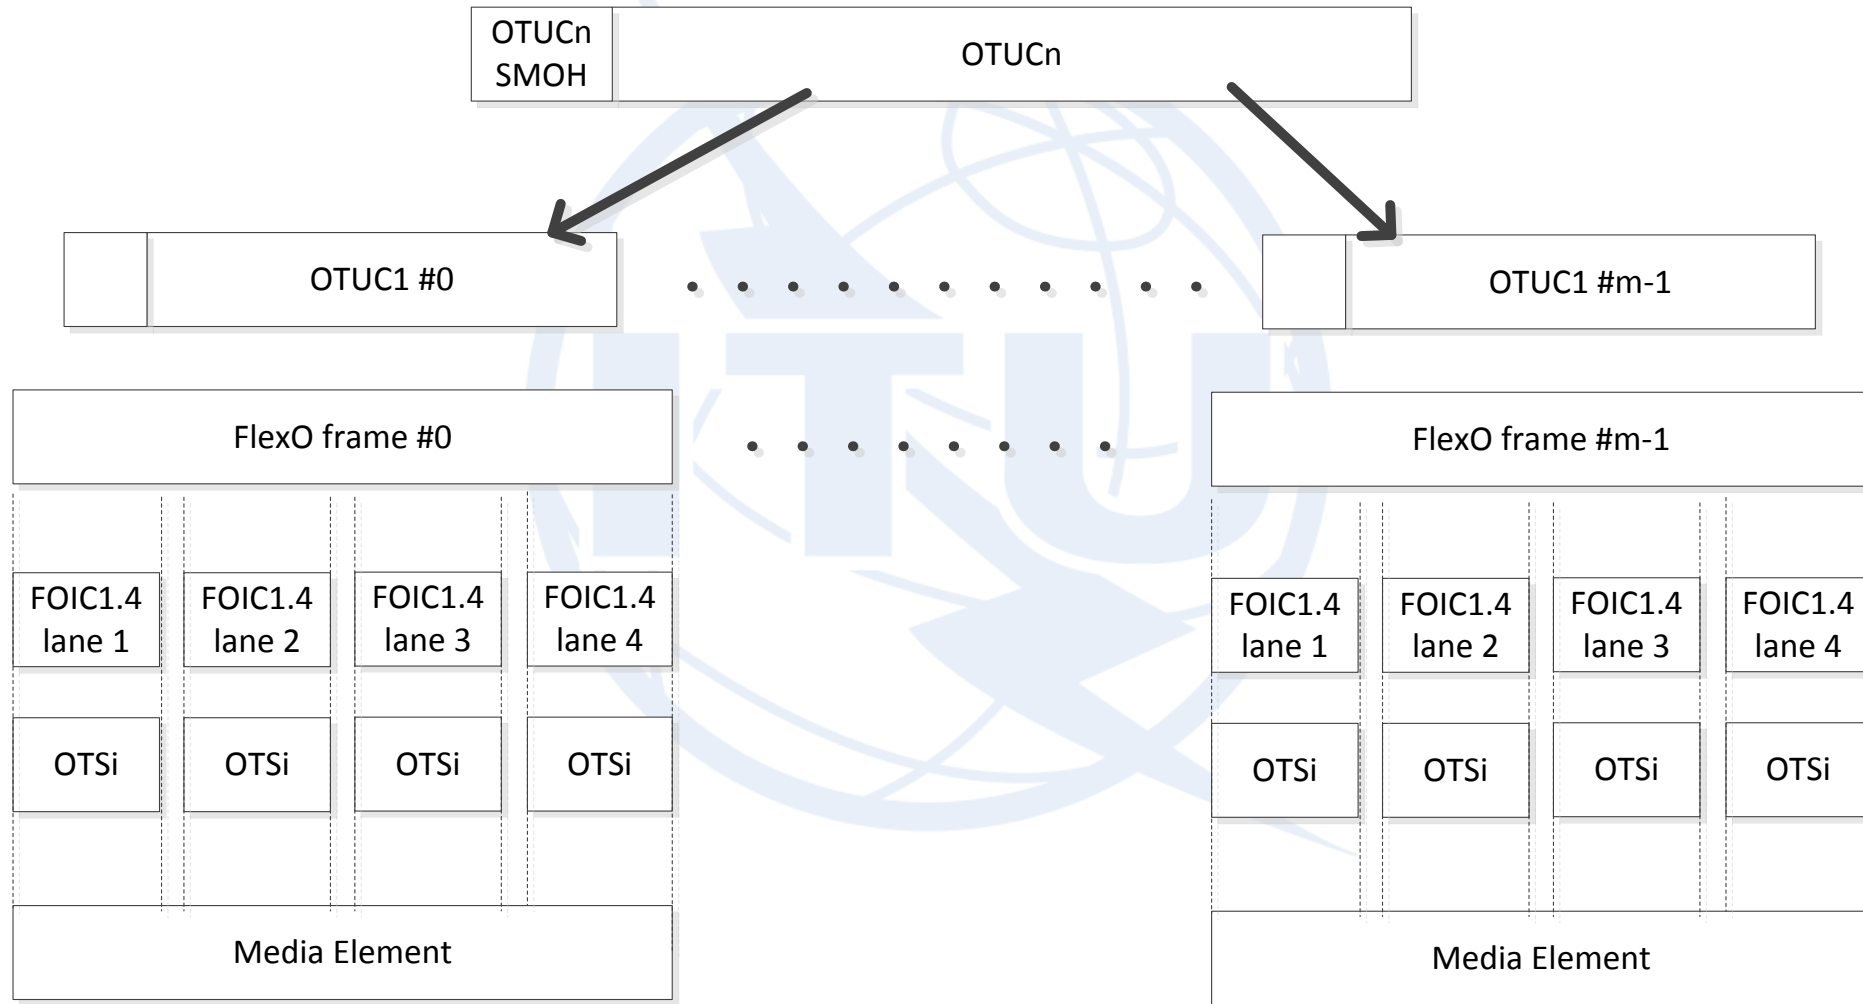 OTUCn
SMOH
OTUCn
OTUC1 #0
OTUC1 #m-1
FlexO frame #0
FlexO frame #m-1
FOIC1.4
lane 1
FOIC1.4
lane 2
FOIC1.4
lane 3
FOIC1.4
lane 4
FOIC1.4
lane 1
FOIC1.4
lane 2
FOIC1.4
lane 3
FOIC1.4
lane 4
OTSi
OTSi
OTSi
OTSi
OTSi
OTSi
OTSi
OTSi
Media Element
Media Element
ITU